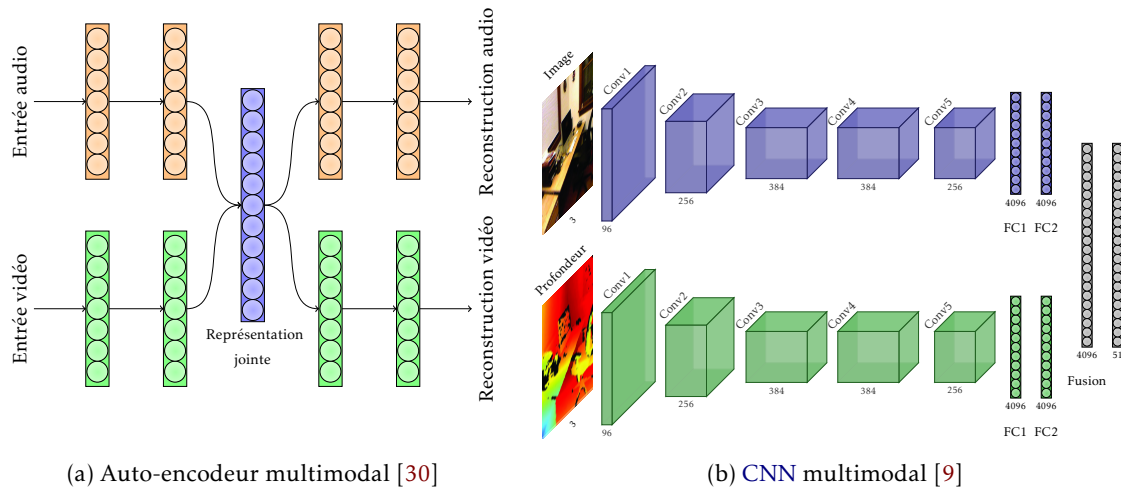 Entrée audio
Reconstruction audio
Entrée vidéo
Reconstruction vidéo
Représentation
jointe
(a) Auto-encodeur multimodal [30]
Image
3
Conv1
96
Conv2
256
Conv3
384
Conv4
384
Conv5
256
4096
FC1
4096
FC2
Profondeur
3
Conv1
96
Conv2
256
Conv3
384
Conv4
384
Conv5
256
4096
FC1
4096
FC2
4096
51
Fusion
(b) CNN multimodal [9]